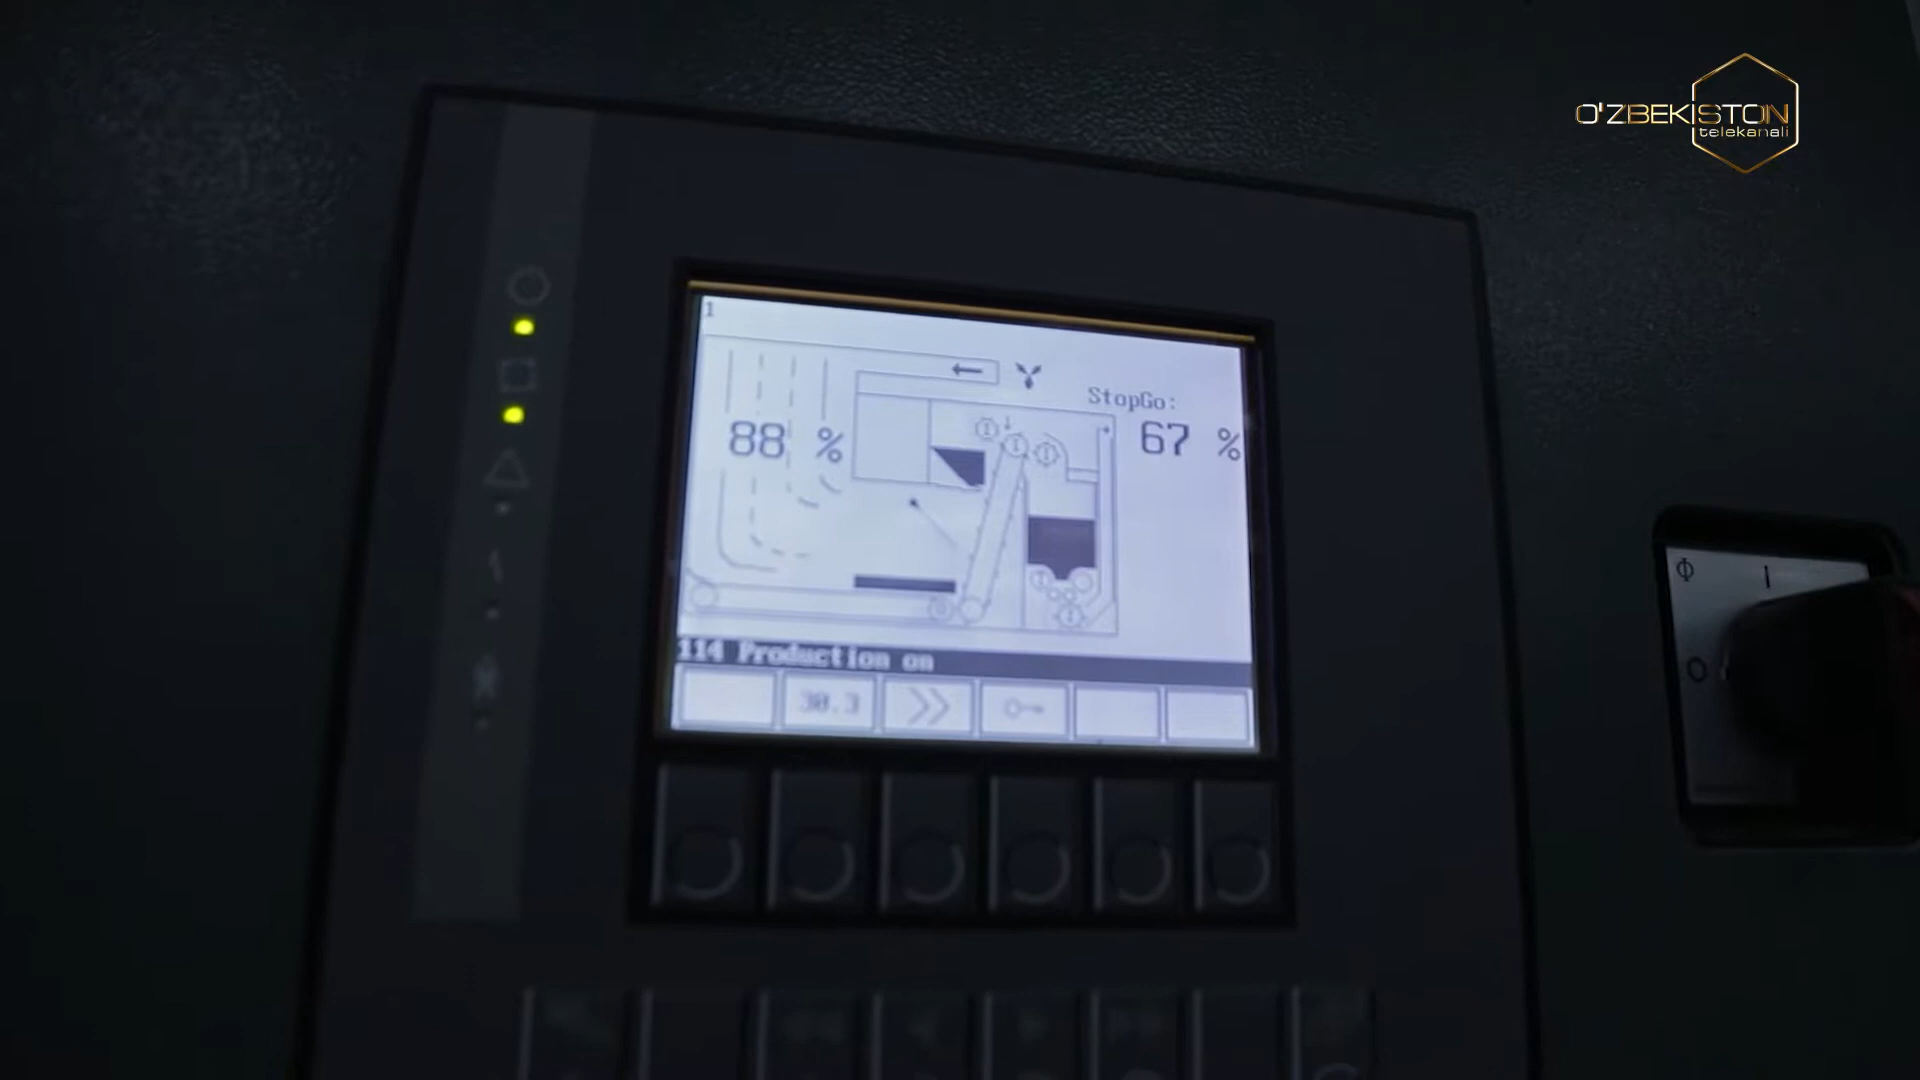 O'ZBEKISTON
telekanali
1
StopGo:
88 %
67 %
114 Production on
30.3